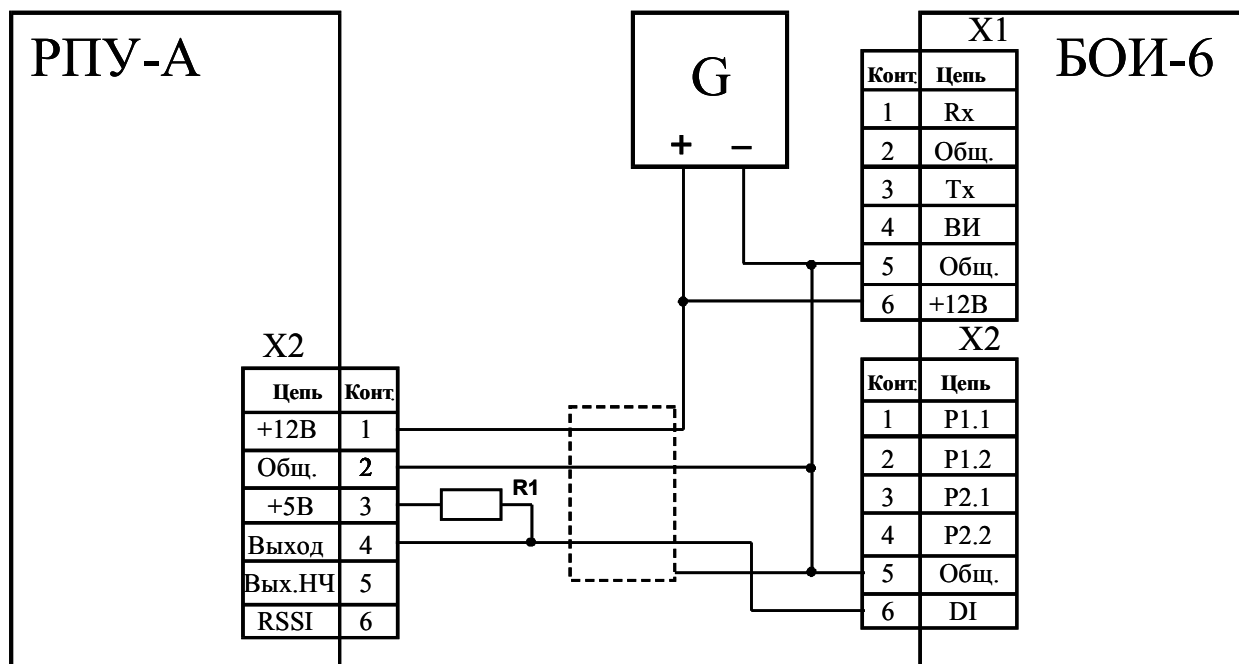 РПУ-А
G
+ –
X1
БОИ-6
Конт Цепь
1 Rx
2 Общ.
3 Tx
4 ВИ
5 Общ.
6 +12В
X2
Конт Цепь
1 P1.1
2 P1.2
3 P2.1
4 P2.2
5 Общ.
6 DI
X2
Цепь Конт
+12В 1
Общ. 2
+5В 3
Выход 4
Вых.НЧ 5
RSSI 6
R1